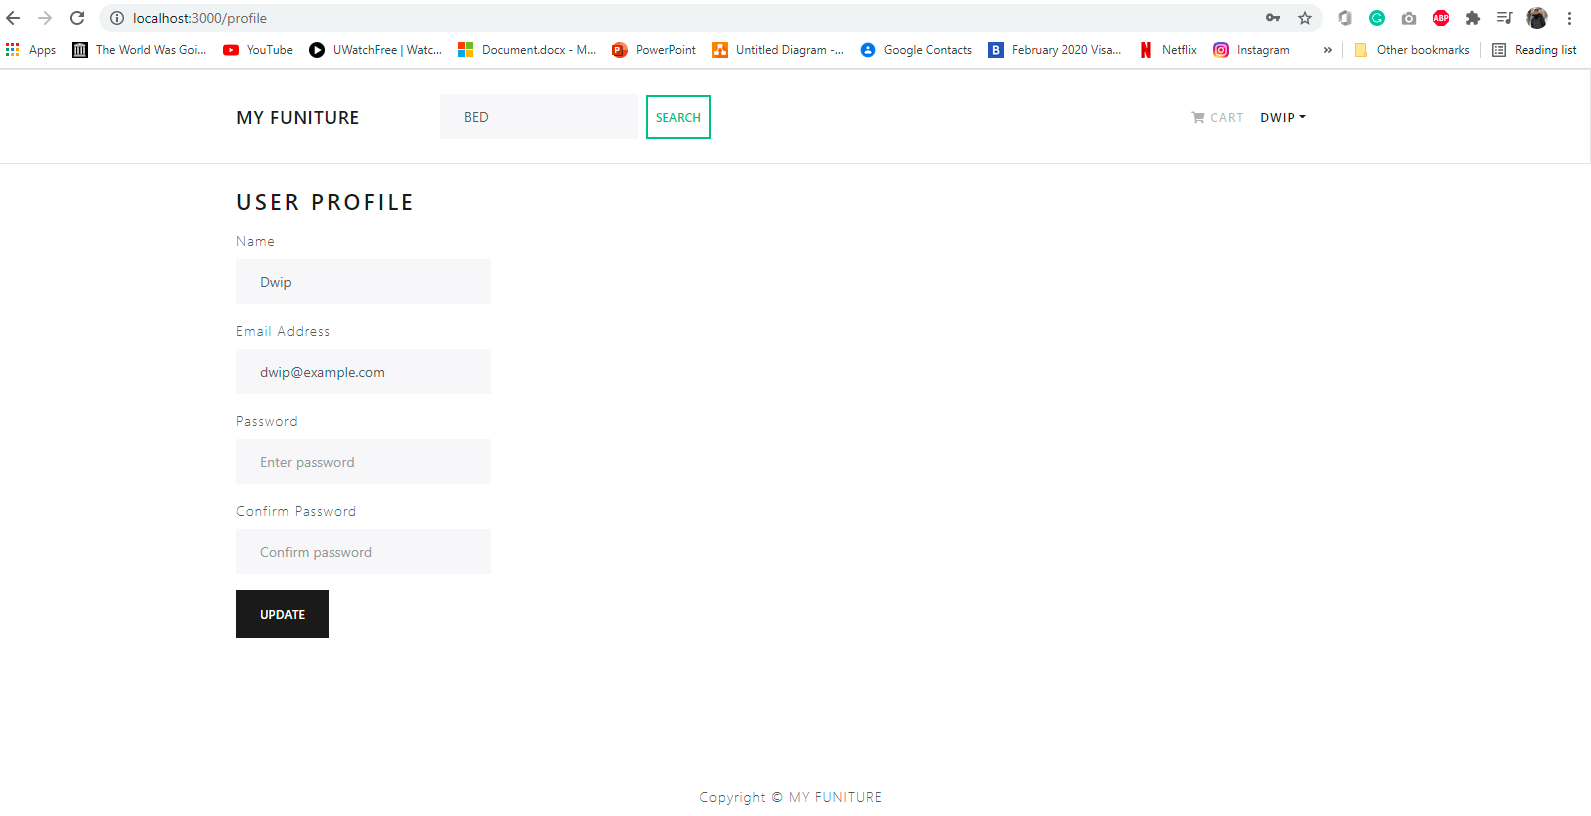 localhost:3000/profile
ABP
Apps The World Was Goi... YouTube UWatchFree | Watc... Document.docx - M... PowerPoint Untitled Diagram -... Google Contacts B February 2020 Visa... Netflix Instagram » Other bookmarks Reading list
MY FUNITURE BED SEARCH CART DWIP
USER PROFILE
Name
Dwip
Email Address
dwip@example.com
Password
Enter password
Confirm Password
Confirm password
UPDATE
Copyright © MY FUNITURE